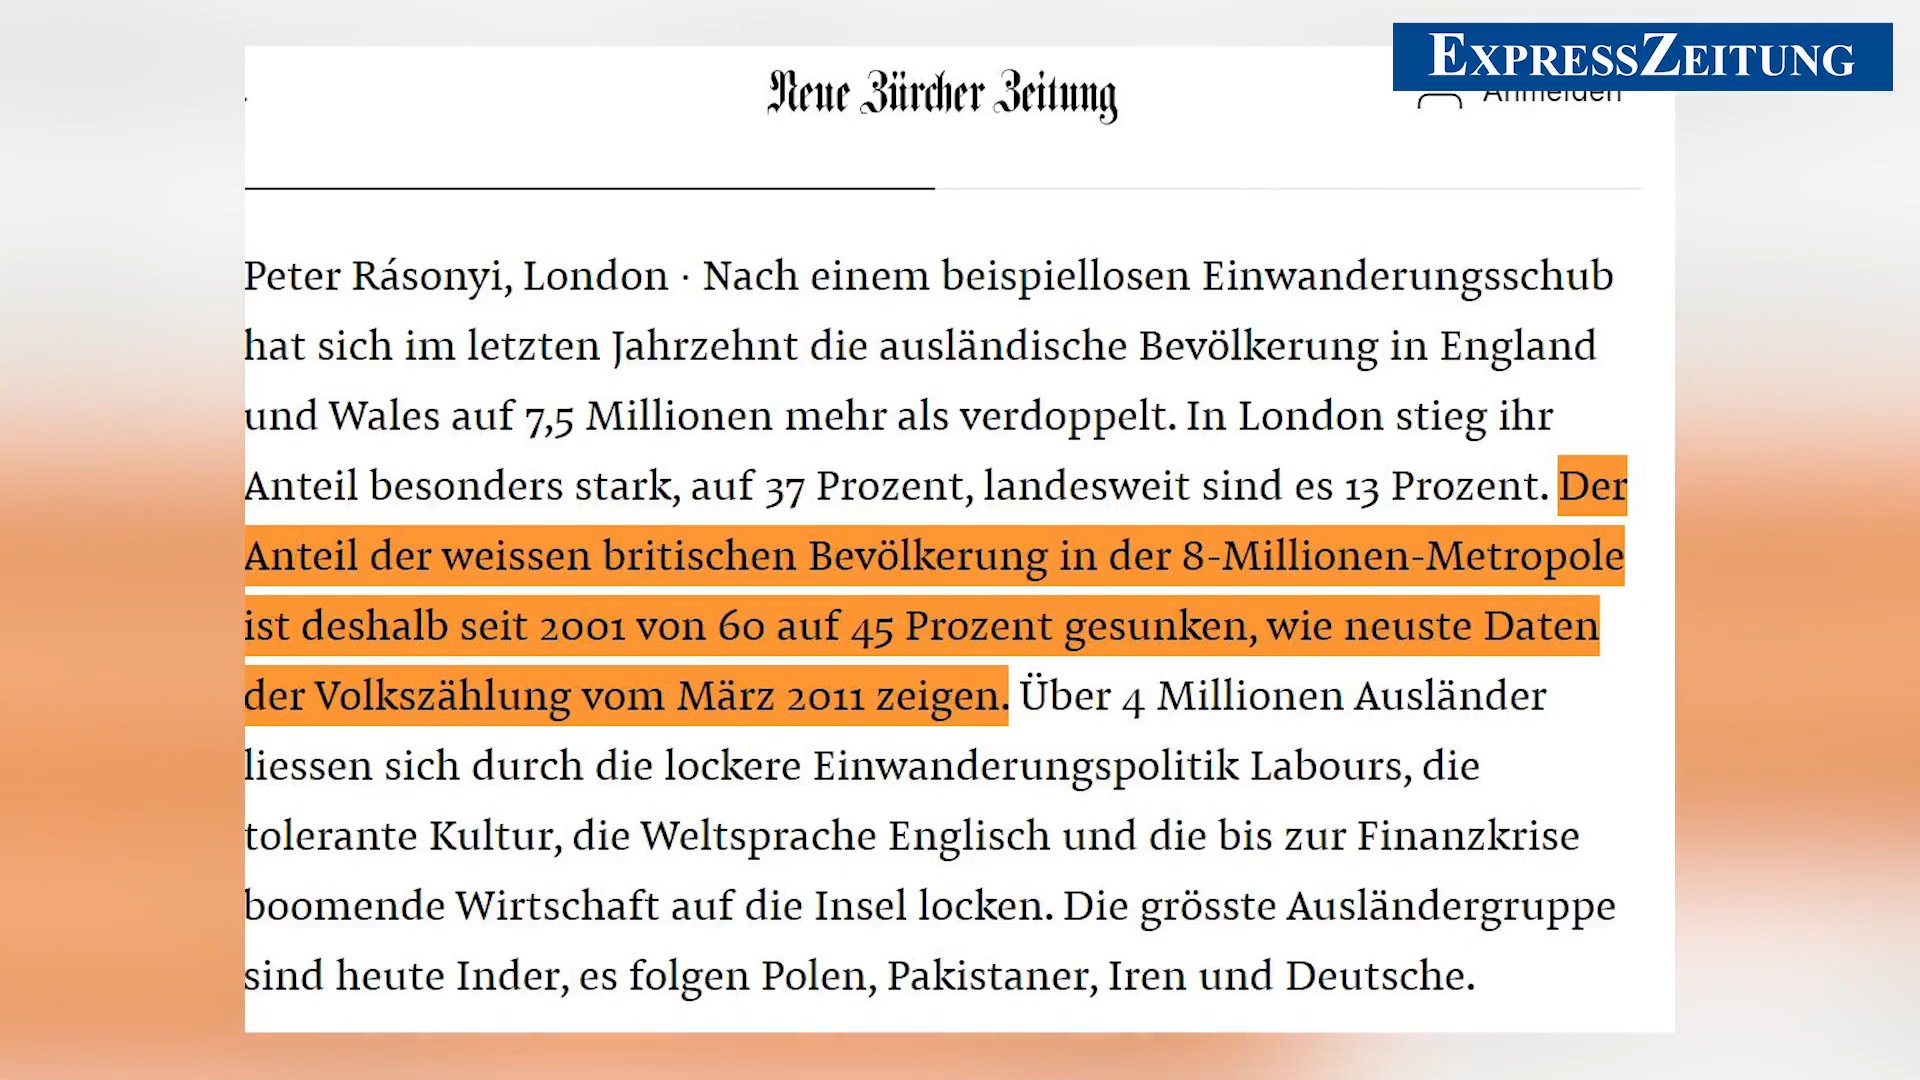 EXPRESSZEITUNG
Neue Zürcher Zeitung
Anmelden
Peter Rásonyi, London · Nach einem beispiellosen Einwanderungsschub
hat sich im letzten Jahrzehnt die ausländische Bevölkerung in England
und Wales auf 7,5 Millionen mehr als verdoppelt. In London stieg ihr
Anteil besonders stark, auf 37 Prozent, landesweit sind es 13 Prozent. Der
Anteil der weissen britischen Bevölkerung in der 8-Millionen-Metropole
ist deshalb seit 2001 von 60 auf 45 Prozent gesunken, wie neuste Daten
der Volkszählung vom März 2011 zeigen. Über 4 Millionen Ausländer
liessen sich durch die lockere Einwanderungspolitik Labours, die
tolerante Kultur, die Weltsprache Englisch und die bis zur Finanzkrise
boomende Wirtschaft auf die Insel locken. Die grösste Ausländergruppe
sind heute Inder, es folgen Polen, Pakistaner, Iren und Deutsche.